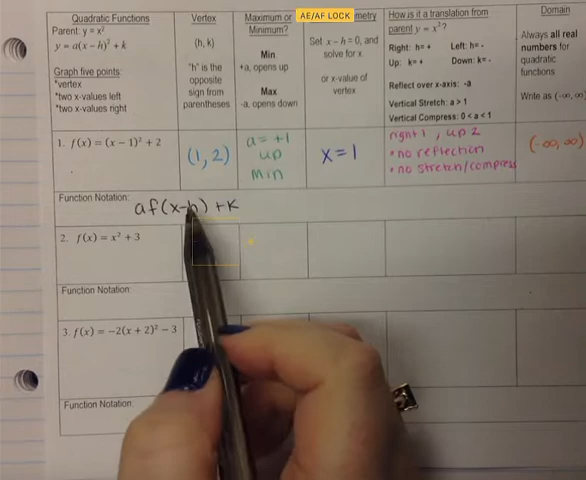 Quadratic Functions
Parent: y = x²
y = a(x − h)² + k
Graph five points:
*vertex
*two x-values left
*two x-values right
Vertex
(h, k)
"h" is the
opposite
sign from
parentheses
Maximum or
Minimum?
Min
+a, opens up
Max
-a, opens down
AE/AF LOCK
metry
Set x − h = 0, and
solve for x.
or x-value of
vertex
How is it a translation from
parent y = x²?
Right: h= + Left: h= -
Up: k= + Down: k= -
Reflect over x-axis: -a
Vertical Stretch: a > 1
Vertical Compress: 0 < a < 1
Domain
Always all real
numbers for
quadratic
functions
Write as (-∞, ∞)
1. f(x) = (x − 1)² + 2
(1, 2)
a = +1
up
min
x = 1
right 1, up 2
• no reflection
• no stretch/compress
(-∞, ∞)
Function Notation:
af(x-h) + k
2. f(x) = x² + 3
Function Notation:
3. f(x) = −2(x + 2)² − 3
Function Notation